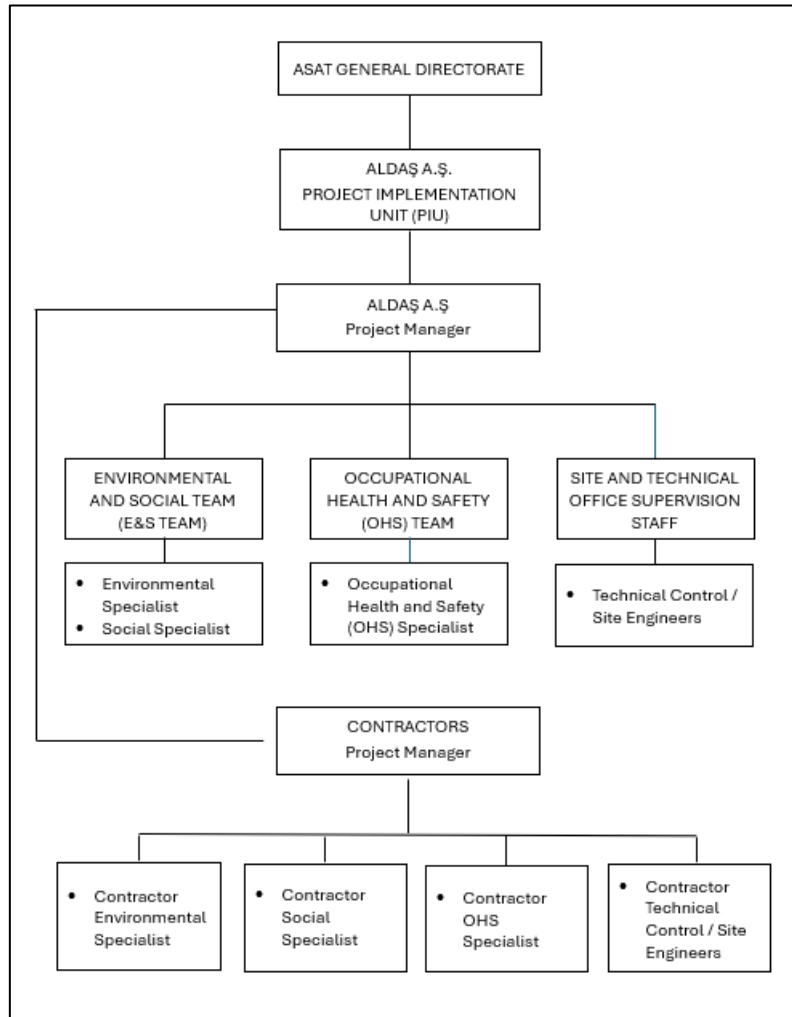 ASAT GENERAL DIRECTORATE
ALDAŞ A.Ş.
PROJECT IMPLEMENTATION
UNIT (PIU)
ALDAŞ A.Ş
Project Manager
ENVIRONMENTAL
AND SOCIAL TEAM
(E&S TEAM)
OCCUPATIONAL
HEALTH AND SAFETY
(OHS) TEAM
SITE AND TECHNICAL
OFFICE SUPERVISION
STAFF
• Environmental
Specialist
• Social Specialist
• Occupational
Health and Safety
(OHS) Specialist
• Technical Control /
Site Engineers
CONTRACTORS
Project Manager
• Contractor
Environmental
Specialist
• Contractor
Social
Specialist
• Contractor
OHS
Specialist
• Contractor
Technical
Control / Site
Engineers